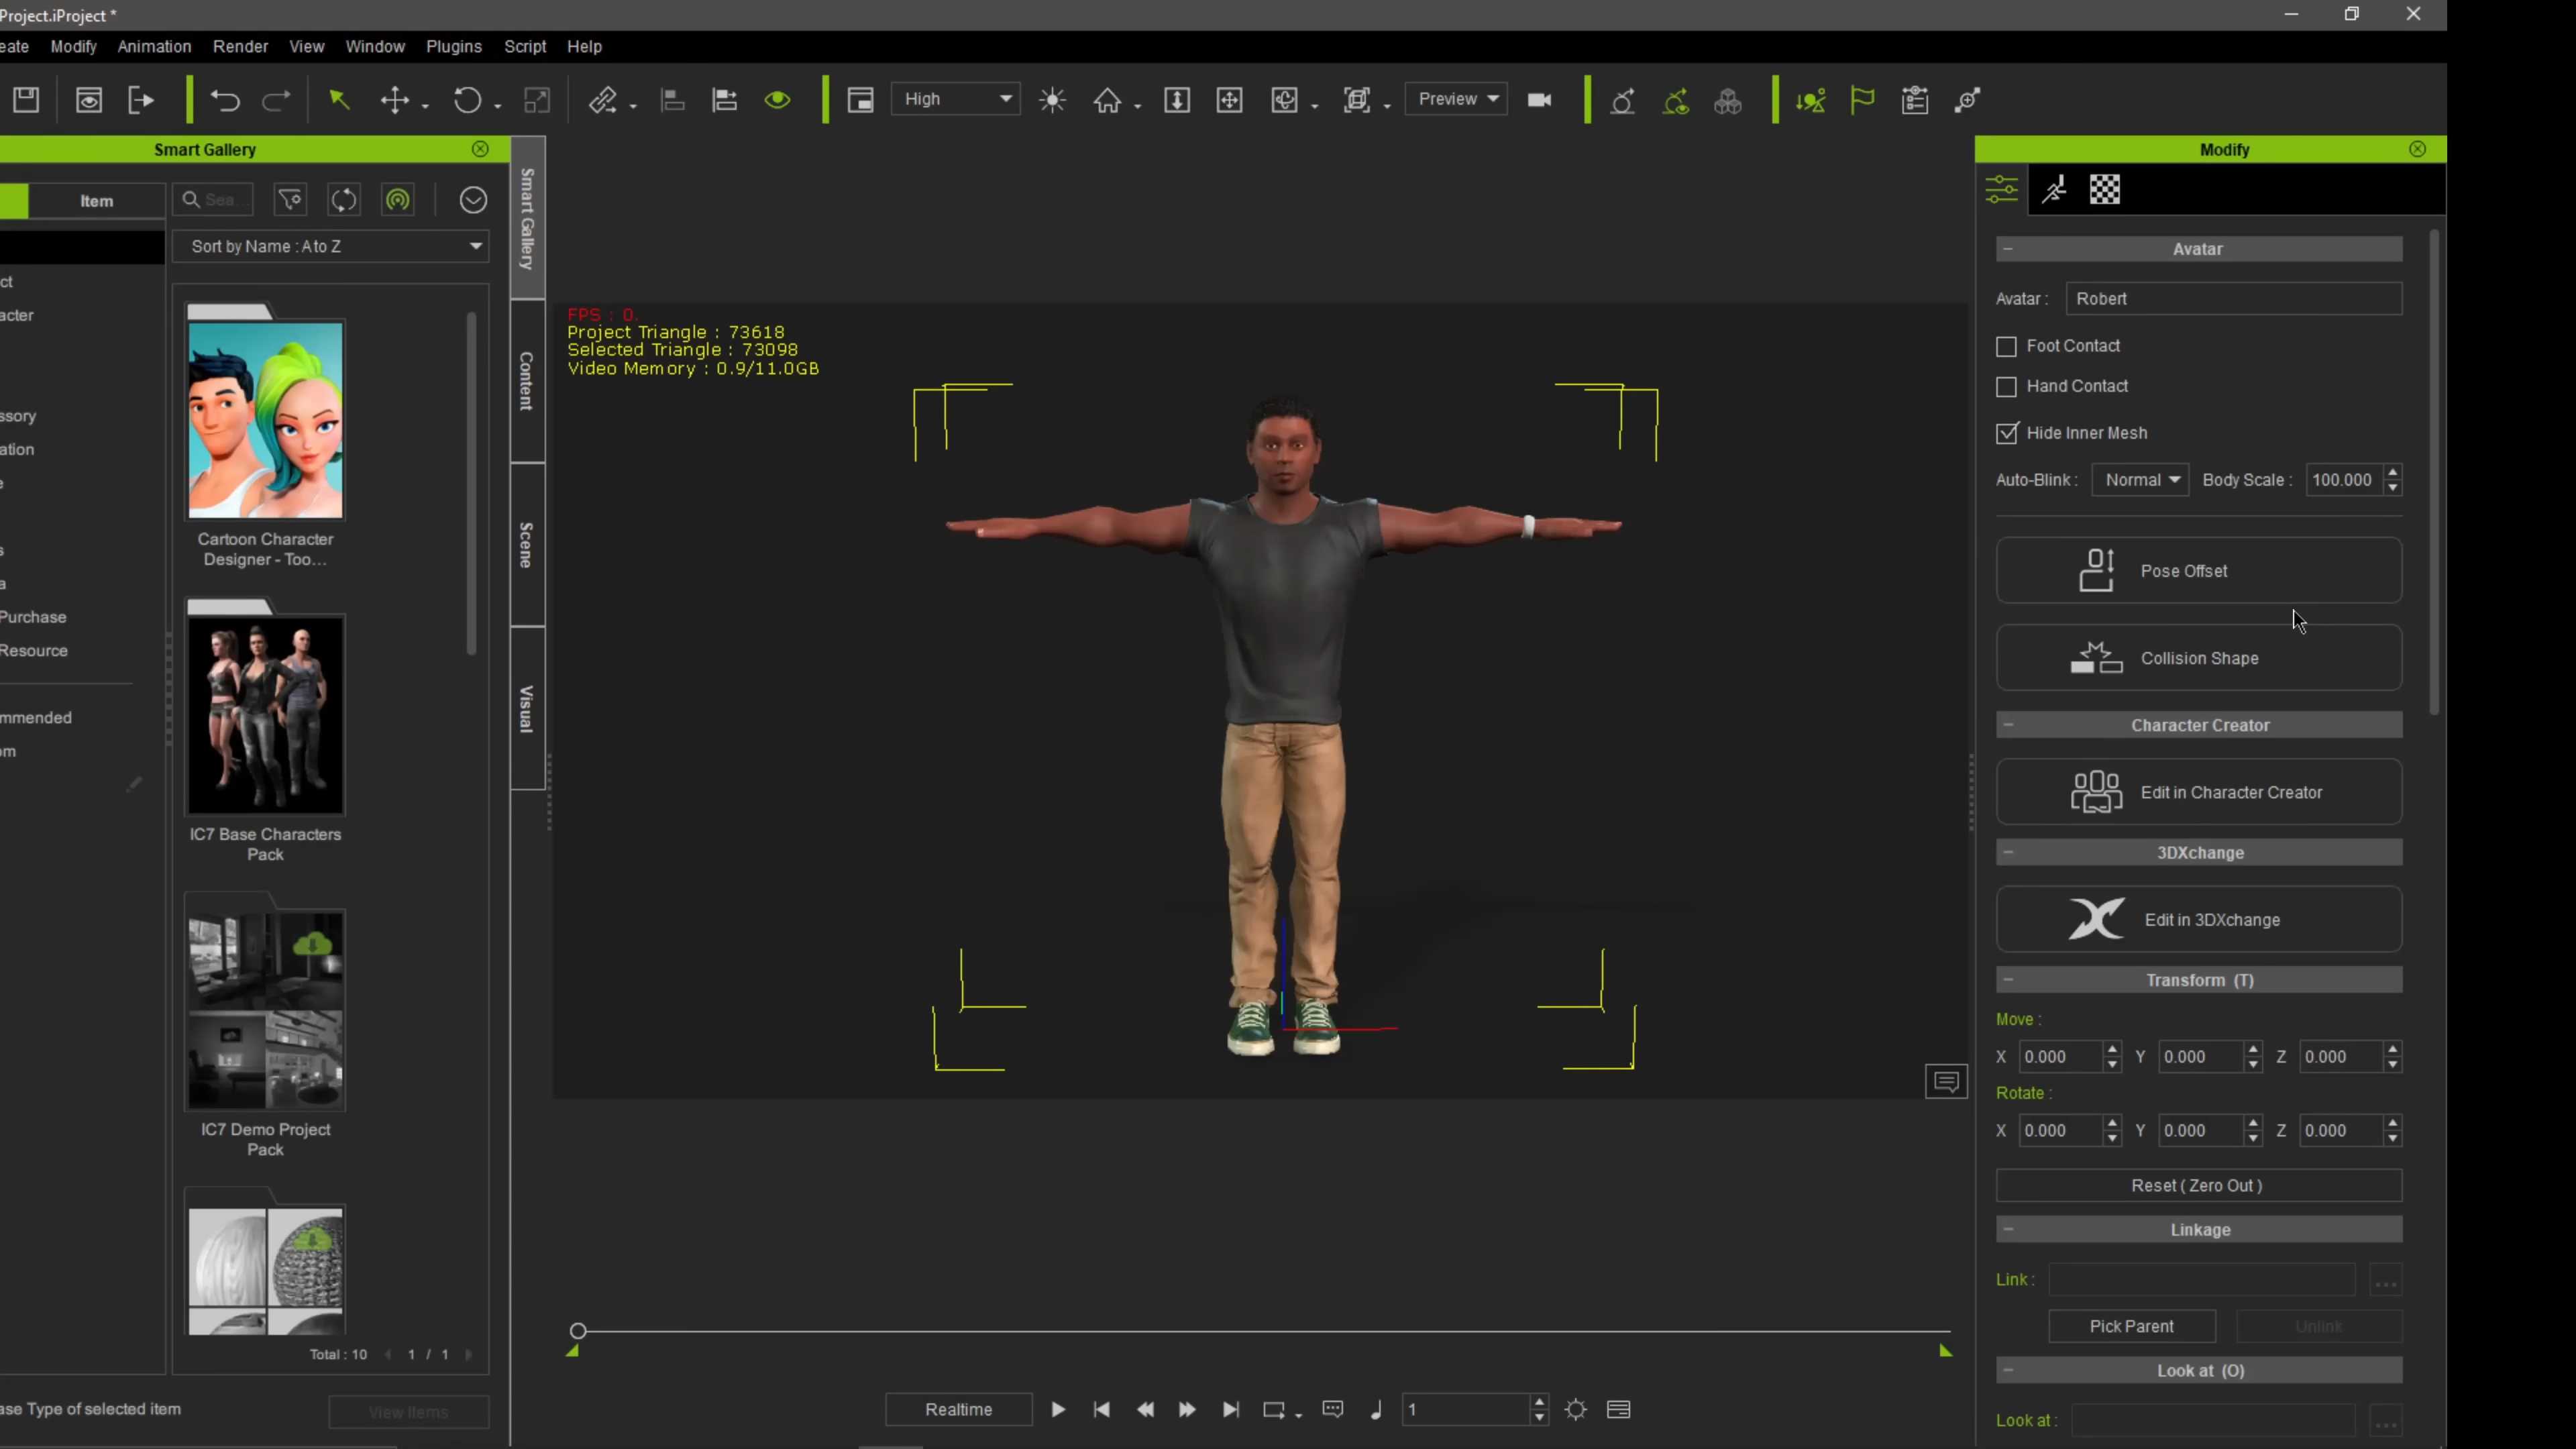 Project.iProject *
eate Modify Animation Render View Window Plugins Script Help
High
Preview
Smart Gallery
Item
Sea...
Sort by Name : A to Z
ct
acter
ssory
ation
e
s
a
Purchase
Resource
mmended
om
Cartoon Character
Designer - Too...
IC7 Base Characters
Pack
IC7 Demo Project
Pack
Total : 10
1 / 1
ase Type of selected item
View Items
Smart Gallery
Content
Scene
Visual
FPS : 0.
Project Triangle : 73618
Selected Triangle : 73098
Video Memory : 0.9/11.0GB
Realtime
1
Modify
Avatar
Avatar : Robert
Foot Contact
Hand Contact
Hide Inner Mesh
Auto-Blink : Normal Body Scale : 100.000
Pose Offset
Collision Shape
Character Creator
Edit in Character Creator
3DXchange
Edit in 3DXchange
Transform (T)
Move :
X 0.000 Y 0.000 Z 0.000
Rotate :
X 0.000 Y 0.000 Z 0.000
Reset ( Zero Out )
Linkage
Link : ...
Pick Parent Unlink
Look at (O)
Look at : ...